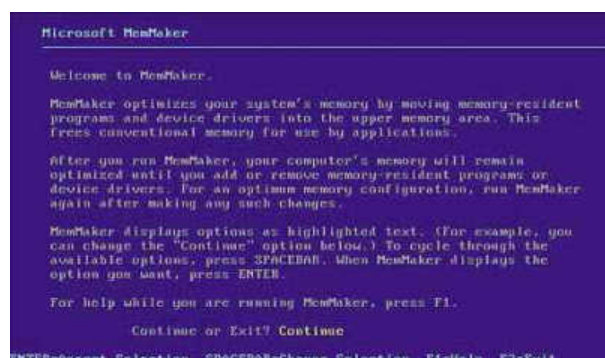 Microsoft MemMaker
Welcome to MemMaker.
MemMaker optimizes your system's memory by moving memory-resident
programs and device drivers into the upper memory area. This
frees conventional memory for use by applications.
After you run MemMaker, your computer's memory will remain
optimized until you add or remove memory-resident programs or
device drivers. For an optimum memory configuration, run MemMaker
again after making any such changes.
MemMaker displays options as highlighted text. (For example, you
can change the "Continue" option below.) To cycle through the
available options, press SPACEBAR. When MemMaker displays the
option you want, press ENTER.
For help while you are running MemMaker, press F1.
Continue or Exit? Continue
ENTER=Accept Selection SPACEBAR=Change Selection F1=Help F3=Exit